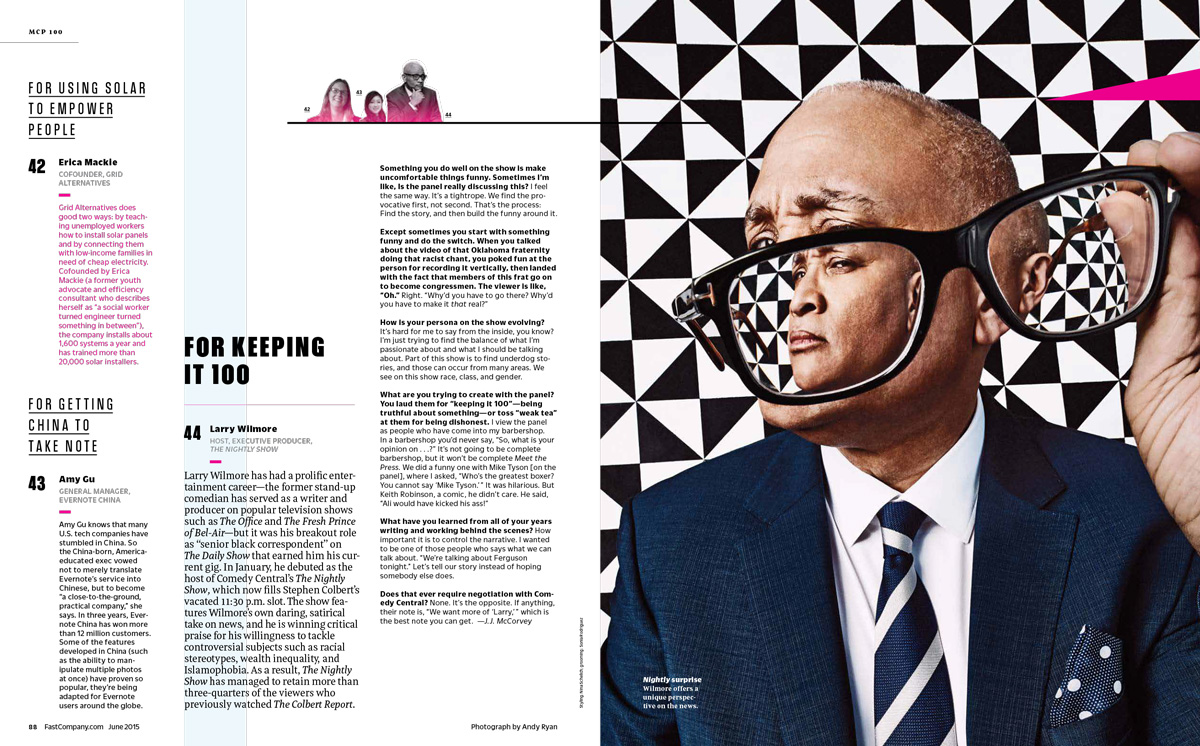 MCP 100
FOR USING SOLAR
TO EMPOWER
PEOPLE
42
Erica Mackie
COFOUNDER, GRID
ALTERNATIVES
Grid Alternatives does
good two ways: by teach-
ing unemployed workers
how to install solar panels
and by connecting them
with low-income families in
need of cheap electricity.
Cofounded by Erica
Mackie (a former youth
advocate and efficiency
consultant who describes
herself as "a social worker
turned engineer turned
something in between"),
the company installs about
1,600 systems a year and
has trained more than
20,000 solar installers.
FOR GETTING
CHINA TO
TAKE NOTE
43
Amy Gu
GENERAL MANAGER,
EVERNOTE CHINA
Amy Gu knows that many
U.S. tech companies have
stumbled in China. So
the China-born, America-
educated exec vowed
not to merely translate
Evernote's service into
Chinese, but to become
"a close-to-the-ground,
practical company," she
says. In three years, Ever-
note China has won more
than 12 million customers.
Some of the features
developed in China (such
as the ability to man-
ipulate multiple photos
at once) have proven so
popular, they're being
adapted for Evernote
users around the globe.
88 FastCompany.com June 2015
42
43
44
FOR KEEPING
IT 100
44
Larry Wilmore
HOST, EXECUTIVE PRODUCER,
THE NIGHTLY SHOW
Larry Wilmore has had a prolific enter-
tainment career—the former stand-up
comedian has served as a writer and
producer on popular television shows
such as The Office and The Fresh Prince
of Bel-Air—but it was his breakout role
as "senior black correspondent" on
The Daily Show that earned him his cur-
rent gig. In January, he debuted as the
host of Comedy Central's The Nightly
Show, which now fills Stephen Colbert's
vacated 11:30 p.m. slot. The show fea-
tures Wilmore's own daring, satirical
take on news, and he is winning critical
praise for his willingness to tackle
controversial subjects such as racial
stereotypes, wealth inequality, and
Islamophobia. As a result, The Nightly
Show has managed to retain more than
three-quarters of the viewers who
previously watched The Colbert Report.
Something you do well on the show is make
uncomfortable things funny. Sometimes I'm
like, Is the panel really discussing this? I feel
the same way. It's a tightrope. We find the pro-
vocative first, not second. That's the process:
Find the story, and then build the funny around it.
Except sometimes you start with something
funny and do the switch. When you talked
about the video of that Oklahoma fraternity
doing that racist chant, you poked fun at the
person for recording it vertically, then landed
with the fact that members of this frat go on
to become congressmen. The viewer is like,
"Oh." Right. "Why'd you have to go there? Why'd
you have to make it that real?"
How is your persona on the show evolving?
It's hard for me to say from the inside, you know?
I'm just trying to find the balance of what I'm
passionate about and what I should be talking
about. Part of this show is to find underdog sto-
ries, and those can occur from many areas. We
see on this show race, class, and gender.
What are you trying to create with the panel?
You laud them for "keeping it 100"—being
truthful about something—or toss "weak tea"
at them for being dishonest. I view the panel
as people who have come into my barbershop.
In a barbershop you'd never say, "So, what is your
opinion on . . .?" It's not going to be complete
barbershop, but it won't be complete Meet the
Press. We did a funny one with Mike Tyson [on the
panel], where I asked, "Who's the greatest boxer?
You cannot say 'Mike Tyson.'" It was hilarious. But
Keith Robinson, a comic, he didn't care. He said,
"Ali would have kicked his ass!"
What have you learned from all of your years
writing and working behind the scenes? How
important it is to control the narrative. I wanted
to be one of those people who says what we can
talk about. "We're talking about Ferguson
tonight." Let's tell our story instead of hoping
somebody else does.
Does that ever require negotiation with Com-
edy Central? None. It's the opposite. If anything,
their note is, "We want more of 'Larry,'" which is
the best note you can get. —J.J. McCorvey
Photograph by Andy Ryan
Nightly surprise
Wilmore offers a
unique perspec-
tive on the news.